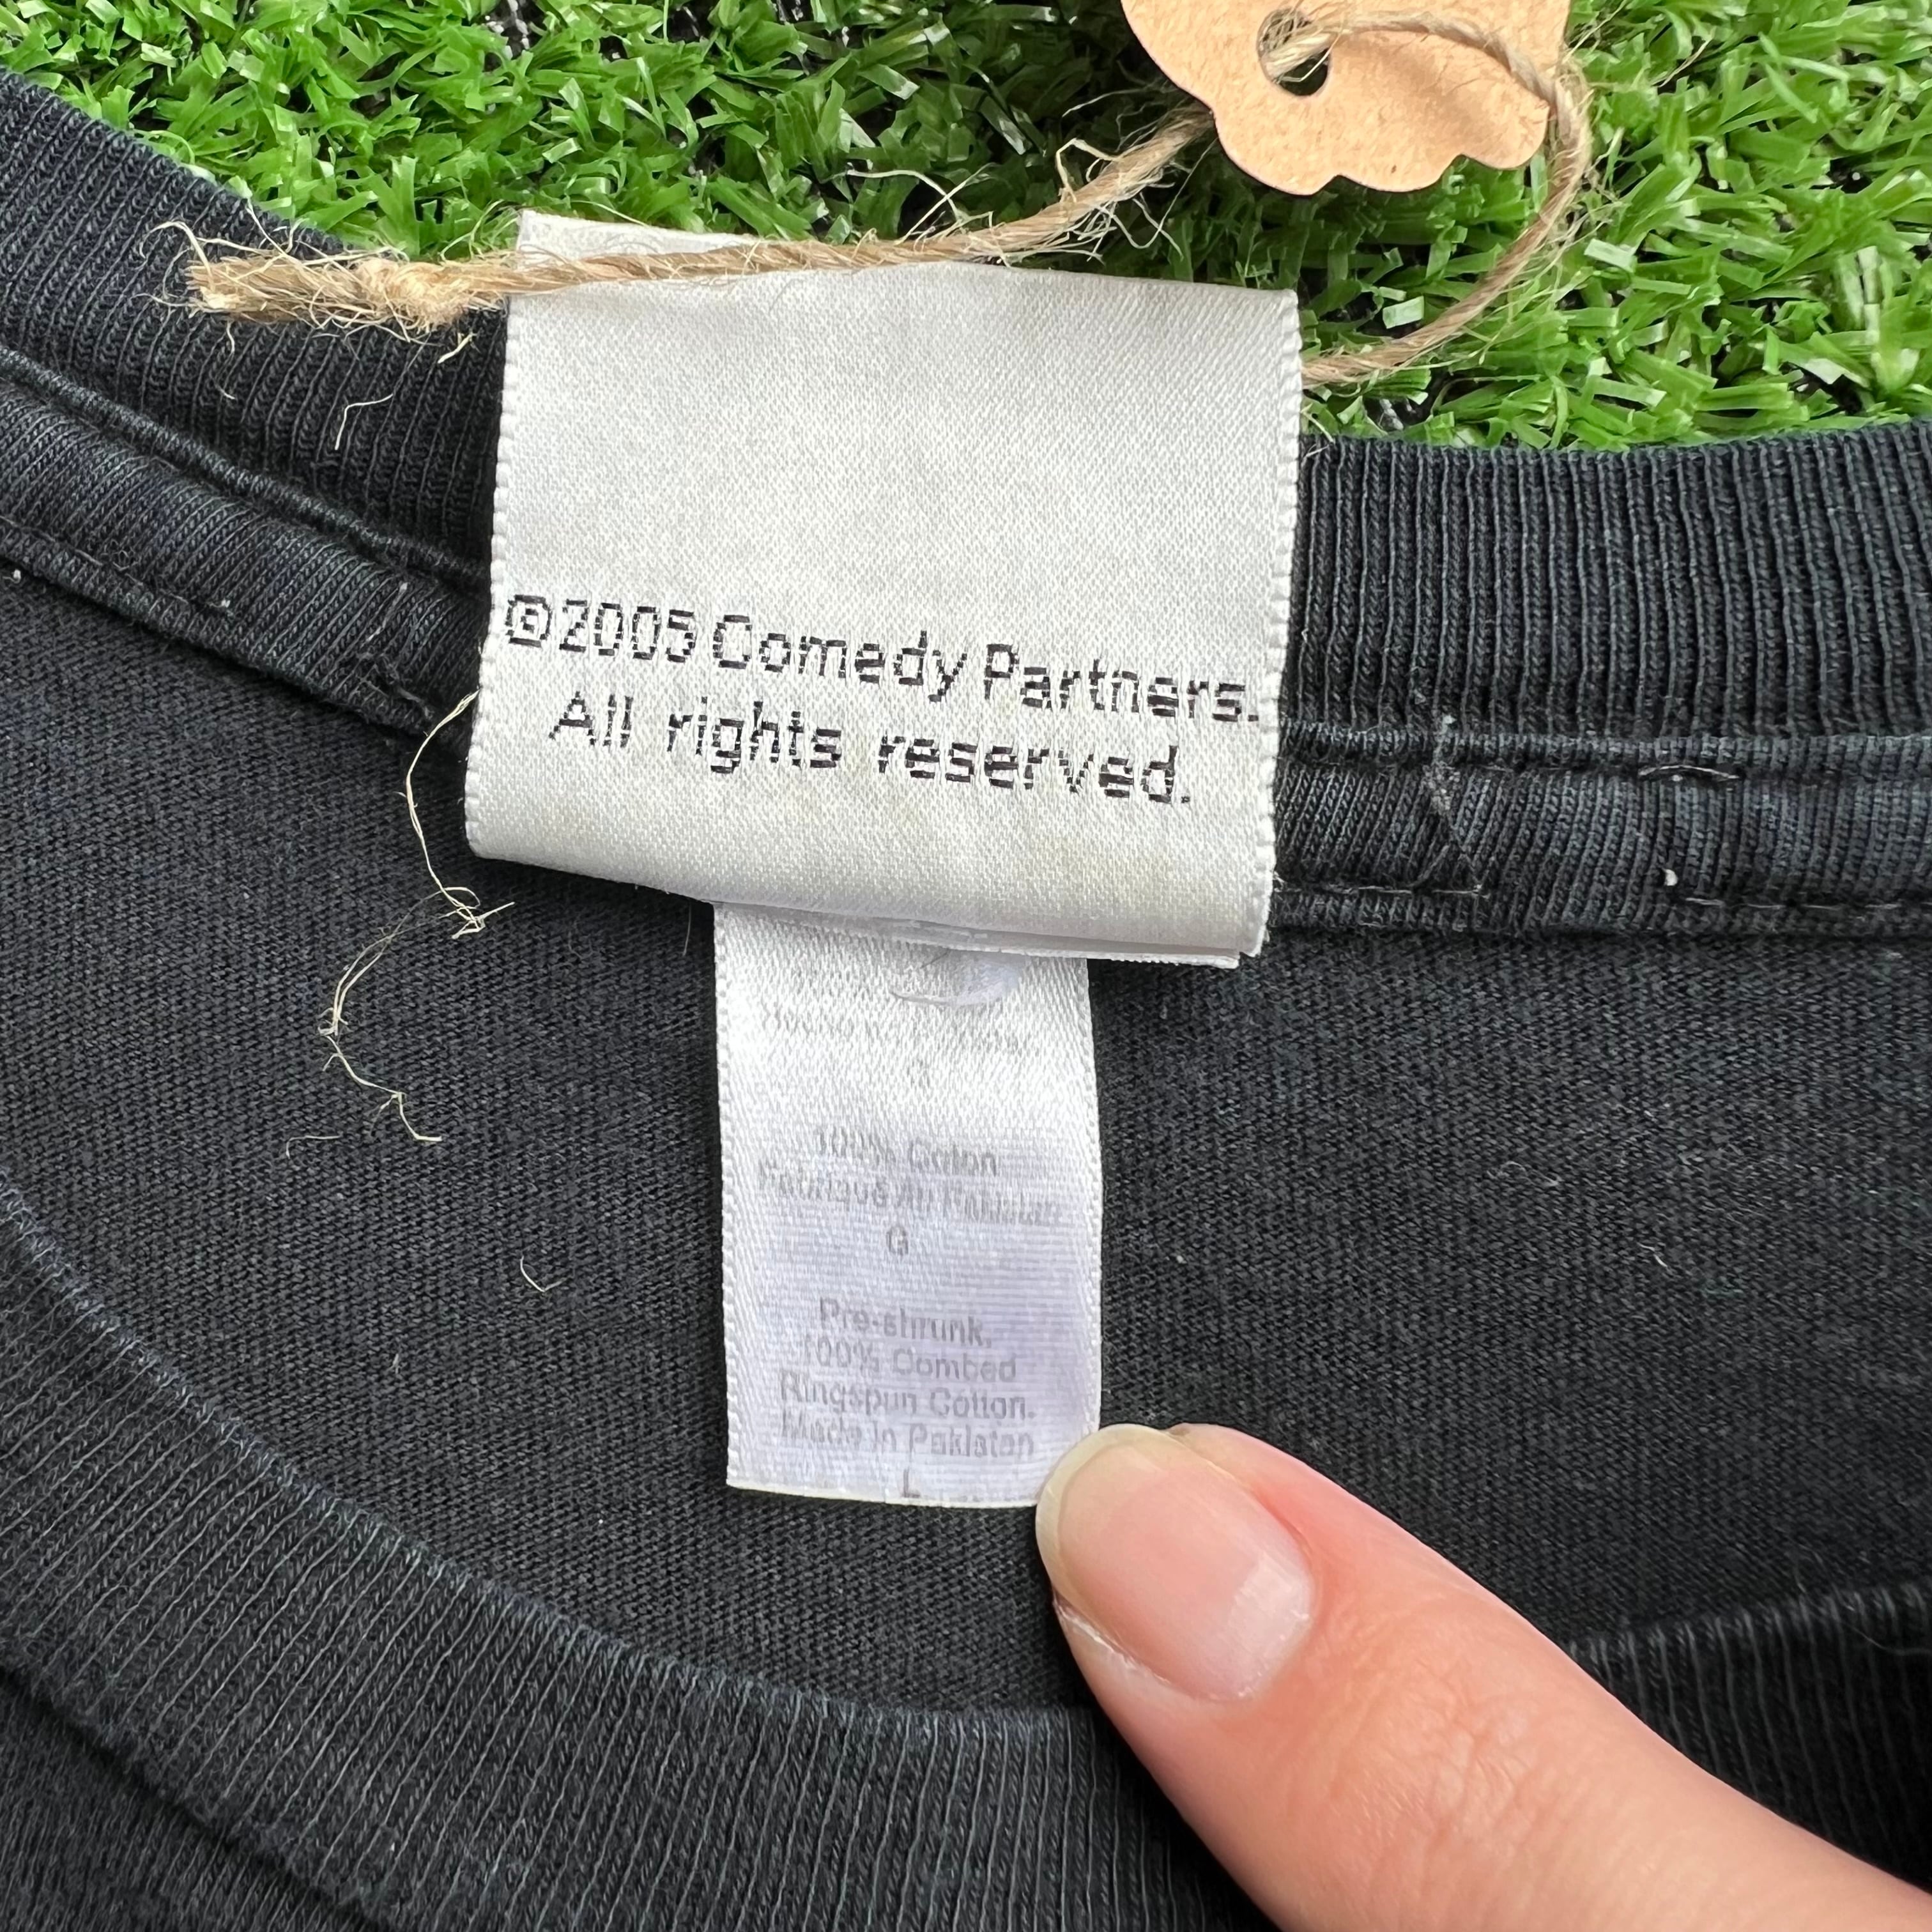 ©2005 Comedy Partners.
All rights reserved.
100% Coton
Fabriqué Au Pakistan
G
Pre-shrunk,
100% Combed
Ringspun Cotton.
Made In Pakistan
L